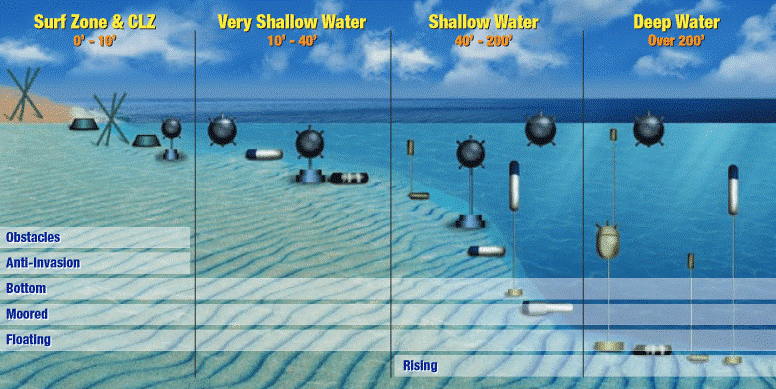 Surf Zone & CLZ
0' - 10'
Very Shallow Water
10' - 40'
Shallow Water
40' - 200'
Deep Water
Over 200'
Obstacles
Anti-Invasion
Bottom
Moored
Floating
Rising